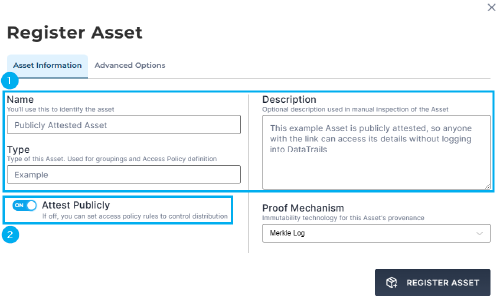 Register Asset
Asset Information
Advanced Options
1
Name
You'll use this to identify the asset
Publicly Attested Asset
Type
Type of this Asset. Used for groupings and Access Policy definition
Example
Description
Optional description used in manual inspection of the Asset
This example Asset is publicly attested, so anyone
with the link can access its details without logging
into DataTrails
ON
Attest Publicly
If off, you can set access policy rules to control distribution
2
Proof Mechanism
Immutability technology for this Asset's provenance
Merkle Log
REGISTER ASSET